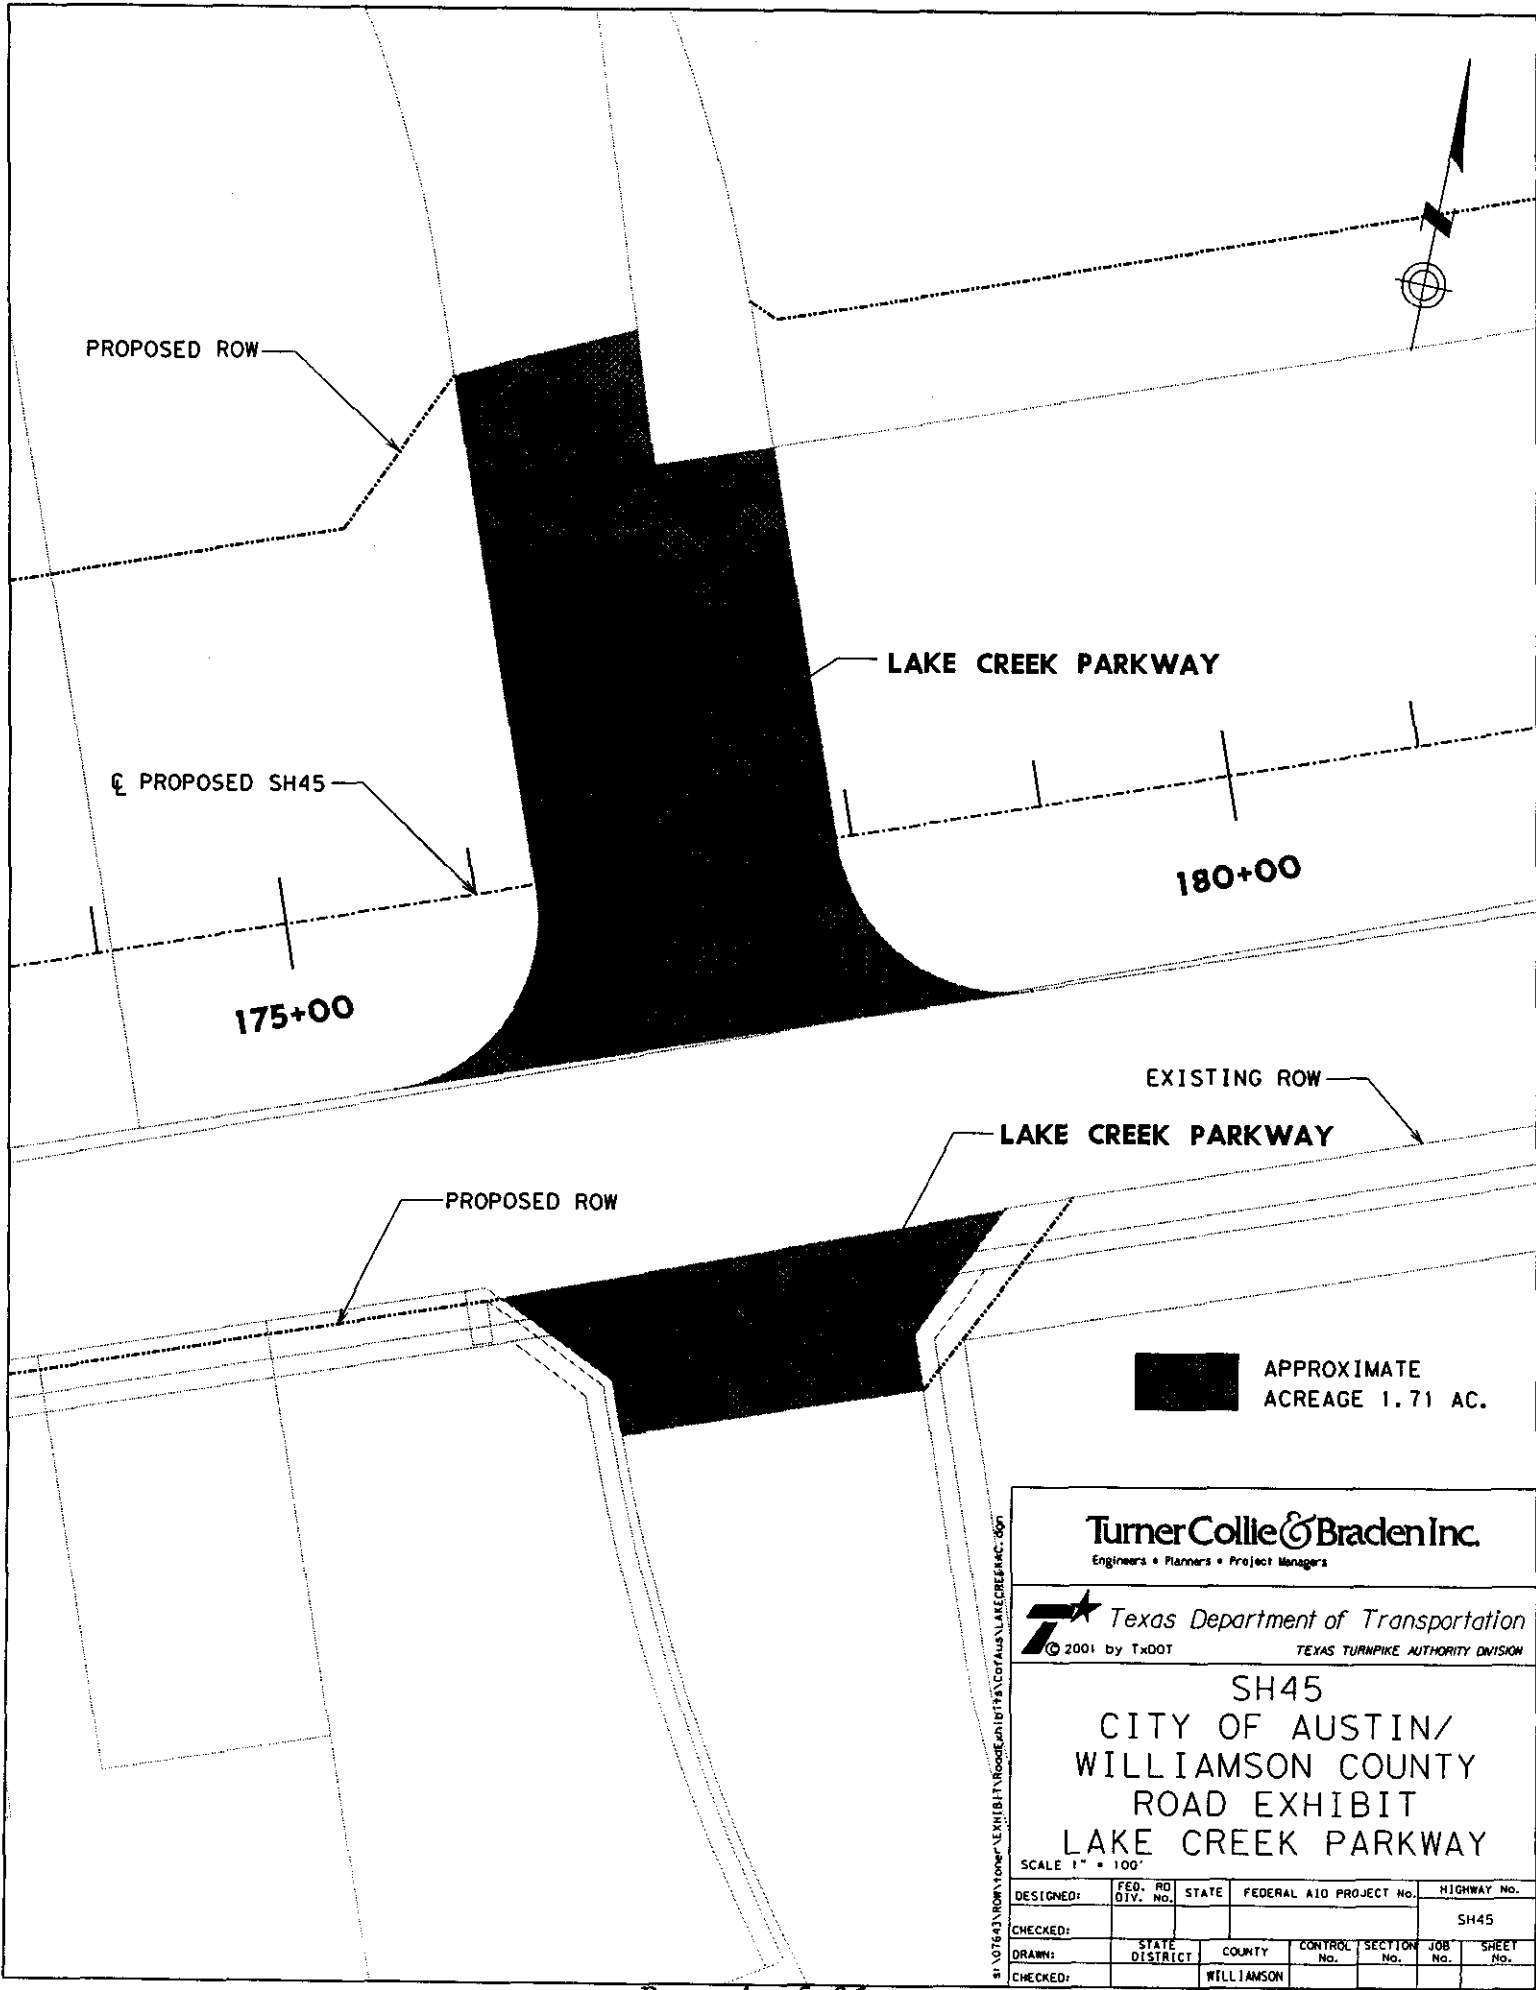 PROPOSED ROW
LAKE CREEK PARKWAY
℄ PROPOSED SH45
180+00
175+00
EXISTING ROW
LAKE CREEK PARKWAY
PROPOSED ROW
APPROXIMATE
ACREAGE 1.71 AC.
Turner Collie & Braden Inc.
Engineers • Planners • Project Managers
Texas Department of Transportation
© 2001 by TxDOT
TEXAS TURNPIKE AUTHORITY DIVISION
SH45
CITY OF AUSTIN/
WILLIAMSON COUNTY
ROAD EXHIBIT
LAKE CREEK PARKWAY
SCALE 1" = 100'
DESIGNED: FED. RD DIV. No. STATE FEDERAL AID PROJECT No. HIGHWAY No.
CHECKED: SH45
DRAWN: STATE DISTRICT COUNTY CONTROL No. SECTION No. JOB No. SHEET No.
CHECKED: WILLIAMSON